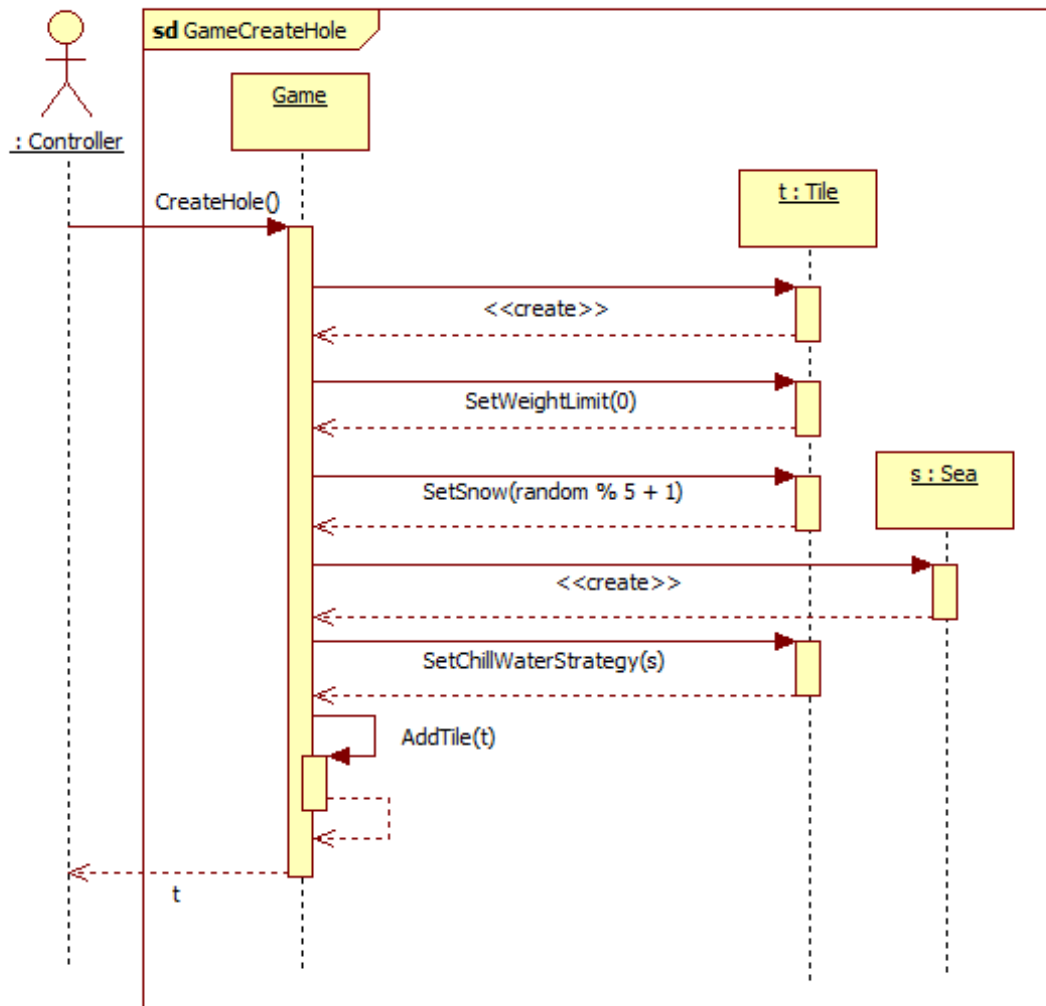 sd GameCreateHole
Game
: Controller
t : Tile
CreateHole()
<<create>>
SetWeightLimit(0)
s : Sea
SetSnow(random % 5 + 1)
<<create>>
SetChillWaterStrategy(s)
AddTile(t)
t